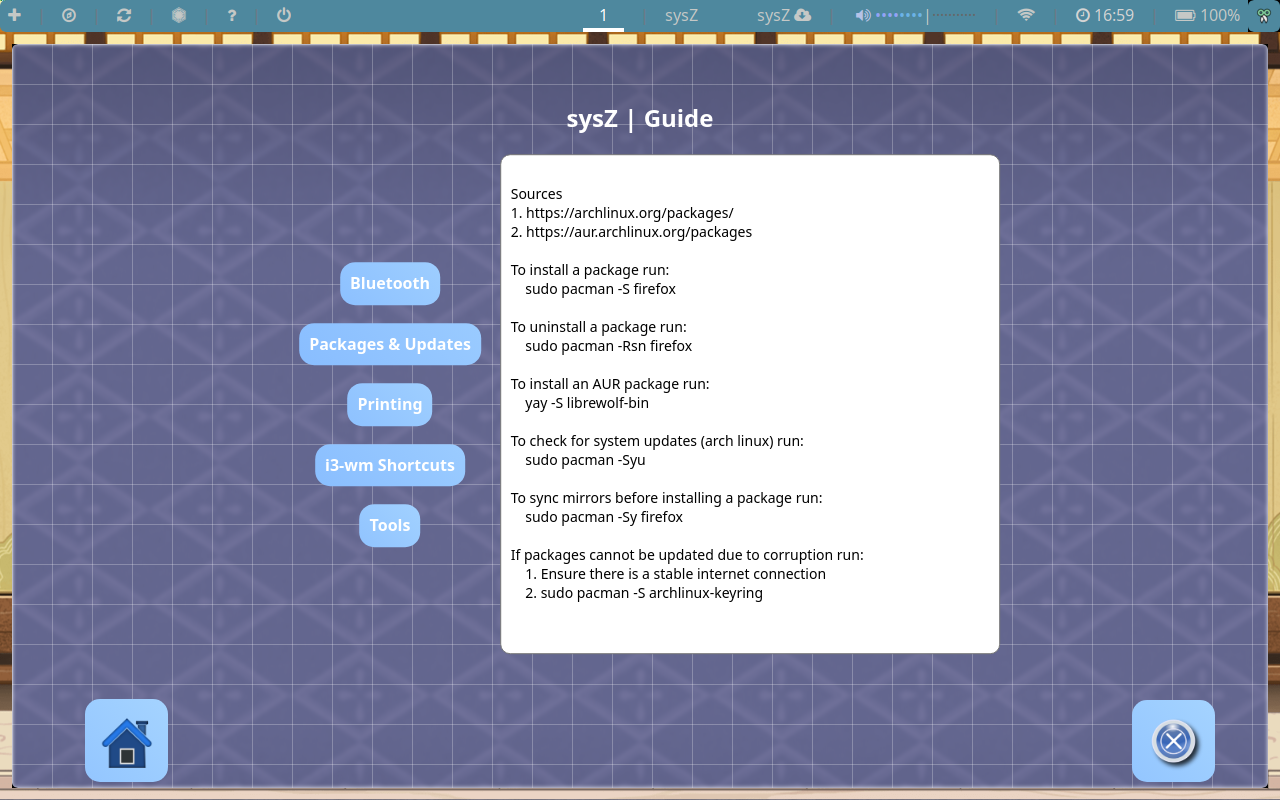 1 sysZ sysZ 16:59 100%
sysZ | Guide
Bluetooth
Packages & Updates
Printing
i3-wm Shortcuts
Tools
Sources
1. https://archlinux.org/packages/
2. https://aur.archlinux.org/packages
To install a package run:
sudo pacman -S firefox
To uninstall a package run:
sudo pacman -Rsn firefox
To install an AUR package run:
yay -S librewolf-bin
To check for system updates (arch linux) run:
sudo pacman -Syu
To sync mirrors before installing a package run:
sudo pacman -Sy firefox
If packages cannot be updated due to corruption run:
1. Ensure there is a stable internet connection
2. sudo pacman -S archlinux-keyring